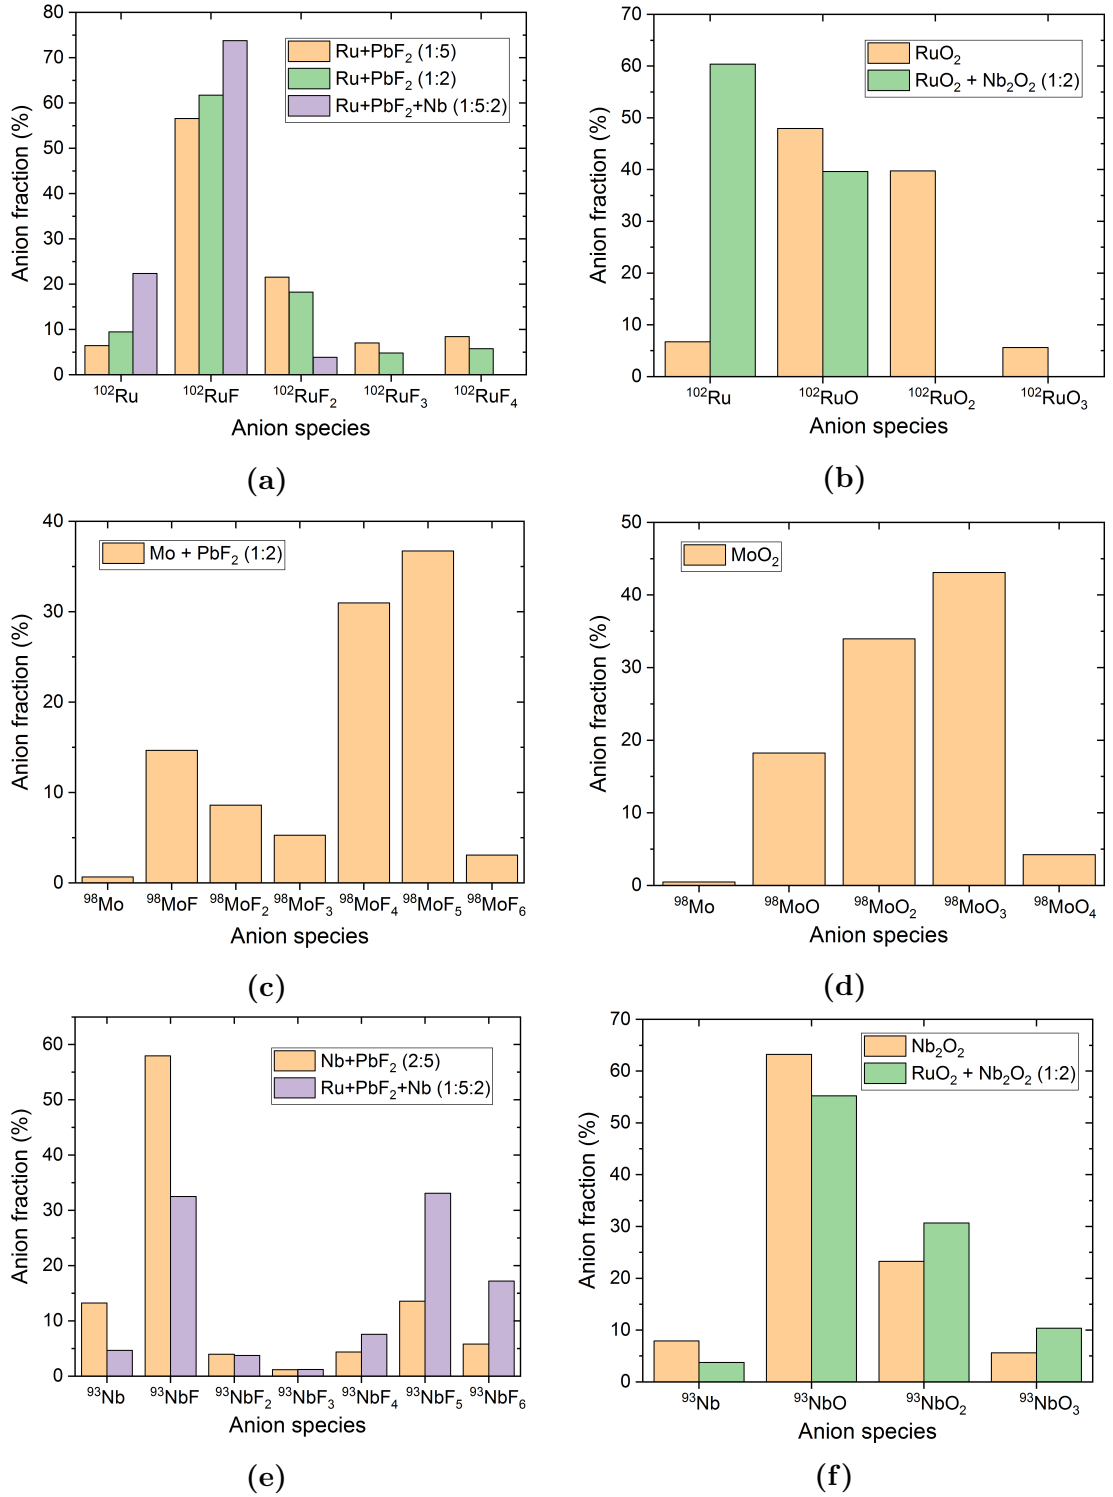 80
70
60
50
40
30
20
10
0
Anion fraction (%)
Ru+PbF₂ (1:5)
Ru+PbF₂ (1:2)
Ru+PbF₂+Nb (1:5:2)
¹⁰²Ru ¹⁰²RuF ¹⁰²RuF₂ ¹⁰²RuF₃ ¹⁰²RuF₄
Anion species
(a)
70
60
50
40
30
20
10
0
Anion fraction (%)
RuO₂
RuO₂ + Nb₂O₂ (1:2)
¹⁰²Ru ¹⁰²RuO ¹⁰²RuO₂ ¹⁰²RuO₃
Anion species
(b)
40
30
20
10
0
Anion fraction (%)
Mo + PbF₂ (1:2)
⁹⁸Mo ⁹⁸MoF ⁹⁸MoF₂ ⁹⁸MoF₃ ⁹⁸MoF₄ ⁹⁸MoF₅ ⁹⁸MoF₆
Anion species
(c)
50
40
30
20
10
0
Anion fraction (%)
MoO₂
⁹⁸Mo ⁹⁸MoO ⁹⁸MoO₂ ⁹⁸MoO₃ ⁹⁸MoO₄
Anion species
(d)
60
50
40
30
20
10
0
Anion fraction (%)
Nb+PbF₂ (2:5)
Ru+PbF₂+Nb (1:5:2)
⁹³Nb ⁹³NbF ⁹³NbF₂ ⁹³NbF₃ ⁹³NbF₄ ⁹³NbF₅ ⁹³NbF₆
Anion species
(e)
70
60
50
40
30
20
10
0
Anion fraction (%)
Nb₂O₂
RuO₂ + Nb₂O₂ (1:2)
⁹³Nb ⁹³NbO ⁹³NbO₂ ⁹³NbO₃
Anion species
(f)